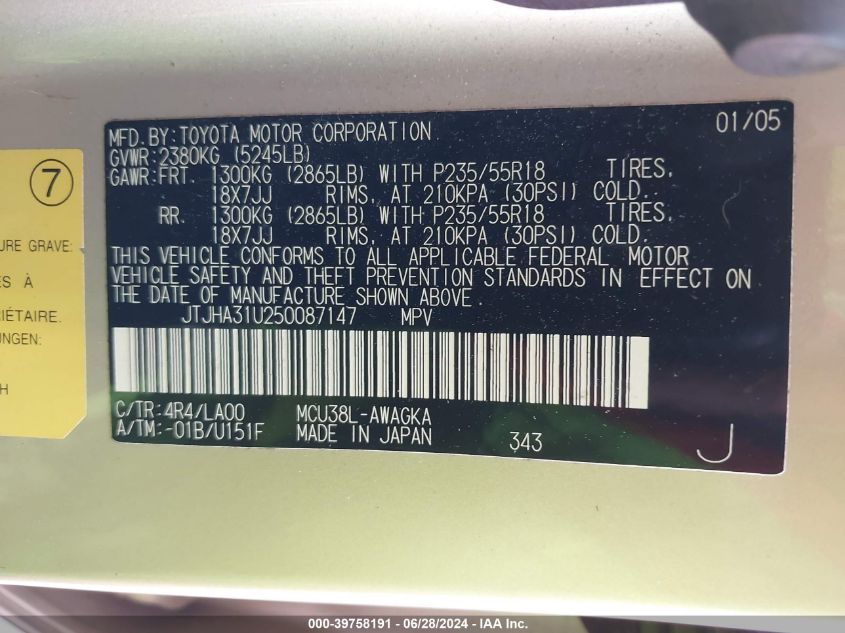 MFD.BY:TOYOTA MOTOR CORPORATION 01/05
GVWR:2380KG (5245LB)
GAWR:FRT. 1300KG (2865LB) WITH P235/55R18 TIRES,
18X7JJ RIMS, AT 210KPA (30PSI) COLD.
RR. 1300KG (2865LB) WITH P235/55R18 TIRES,
18X7JJ RIMS, AT 210KPA (30PSI) COLD.
THIS VEHICLE CONFORMS TO ALL APPLICABLE FEDERAL MOTOR
VEHICLE SAFETY AND THEFT PREVENTION STANDARDS IN EFFECT ON
THE DATE OF MANUFACTURE SHOWN ABOVE.
JTJHA31U250087147 MPV
C/TR:4R4/LA00 MCU38L-AWAGKA
A/TM:-01B/U151F MADE IN JAPAN 343 J
7
URE GRAVE:
ES À
RIÉTAIRE.
UNGEN:
H
000-39758191 / 06/28/2024 / IAA Inc.